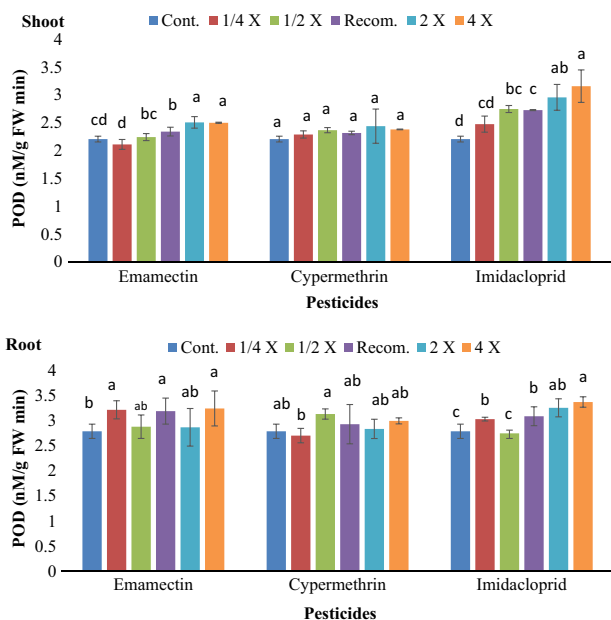 Shoot
Cont. 1/4 X 1/2 X Recom. 2 X 4 X
POD (nM/g FW min)
4
3.5
3
2.5
2
1.5
1
0.5
0
cd d bc b a a
a a a a a a
d cd bc c ab a
Emamectin Cypermethrin Imidacloprid
Pesticides
Root
Cont. 1/4 X 1/2 X Recom. 2 X 4 X
POD (nM/g FW min)
4
3.5
3
2.5
2
1.5
1
0.5
0
b a ab a ab a
ab b a ab ab ab
c b c b ab a
Emamectin Cypermethrin Imidacloprid
Pesticides